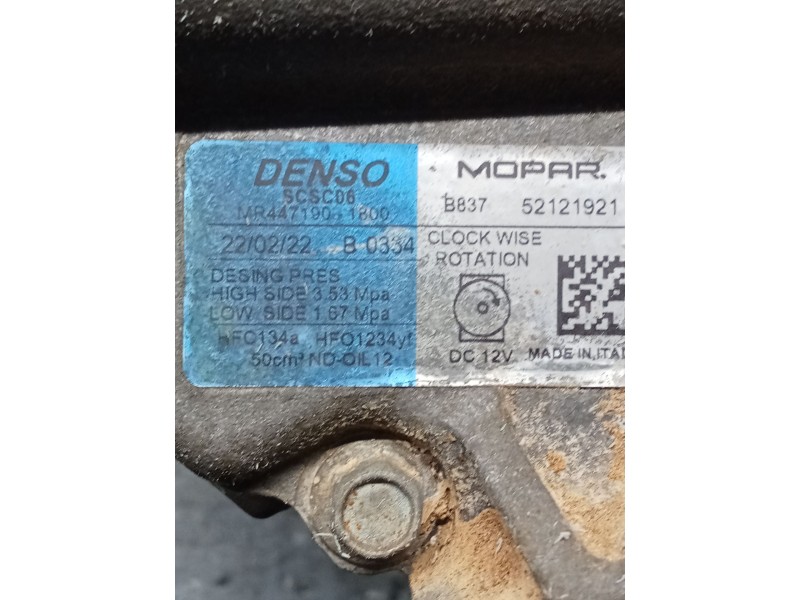 DENSO
SCSC06
MR447190-1800
22/02/22 B 0334
DESING PRES
HIGH SIDE 3.53 Mpa
LOW SIDE 1.67 Mpa
HFC134a HFO1234yf
50cm³ ND-OIL12
MOPAR.
B837 52121921
CLOCK WISE
ROTATION
DC 12V MADE IN ITAL